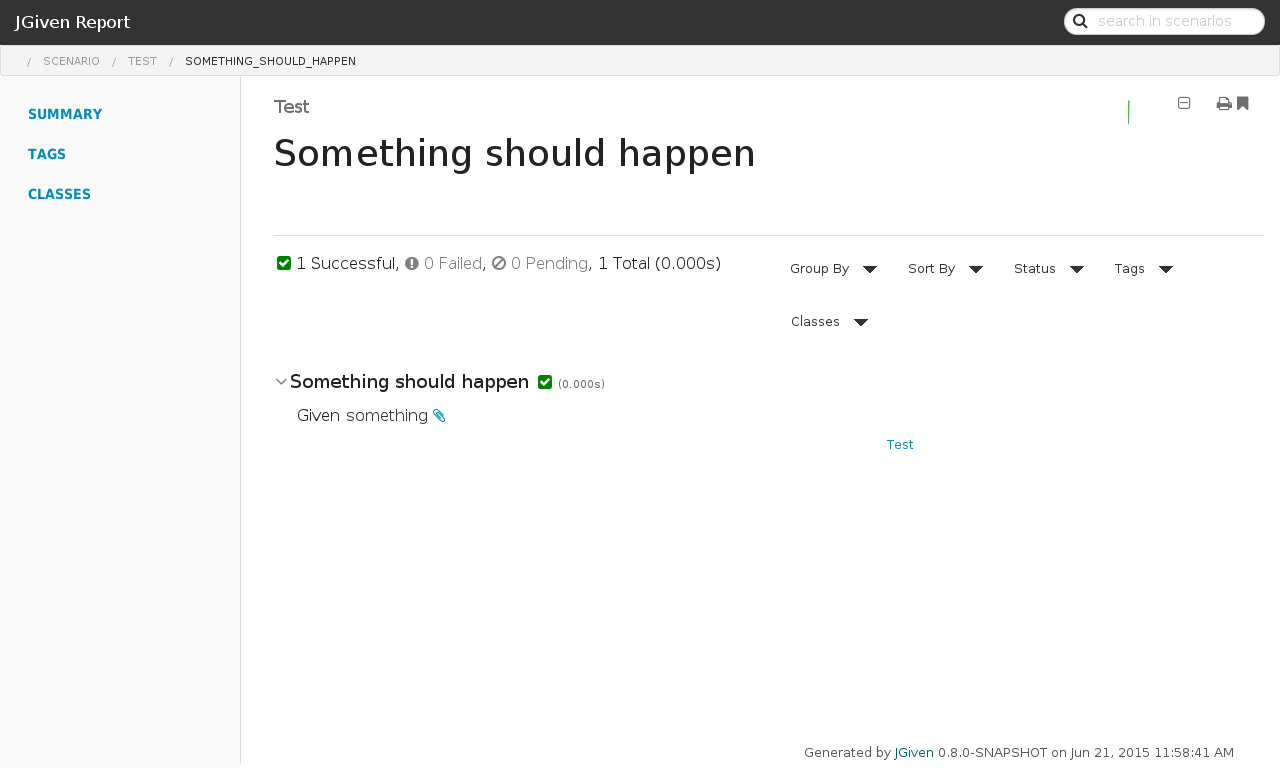 JGiven Report
search in scenarios
/ SCENARIO / TEST / SOMETHING_SHOULD_HAPPEN
SUMMARY
TAGS
CLASSES
Test
Something should happen
1 Successful, 0 Failed, 0 Pending, 1 Total (0.000s)
Group By
Sort By
Status
Tags
Classes
Something should happen (0.000s)
Given something
Test
Generated by JGiven 0.8.0-SNAPSHOT on Jun 21, 2015 11:58:41 AM